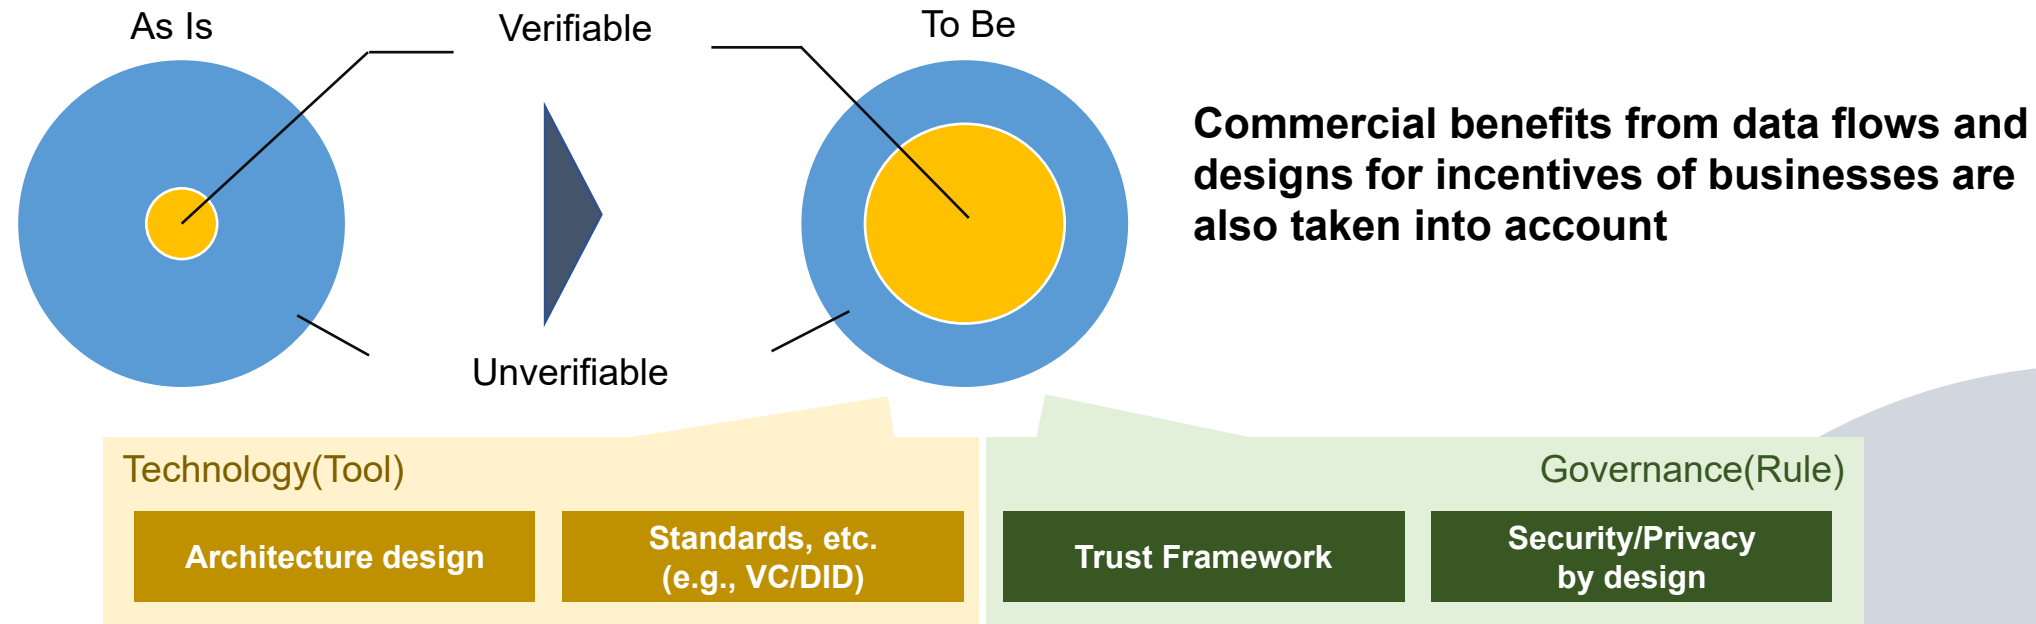 As Is
Verifiable
To Be
Commercial benefits from data flows and
designs for incentives of businesses are
also taken into account
Unverifiable
Technology(Tool)
Governance(Rule)
Architecture design
Standards, etc.
(e.g., VC/DID)
Trust Framework
Security/Privacy
by design